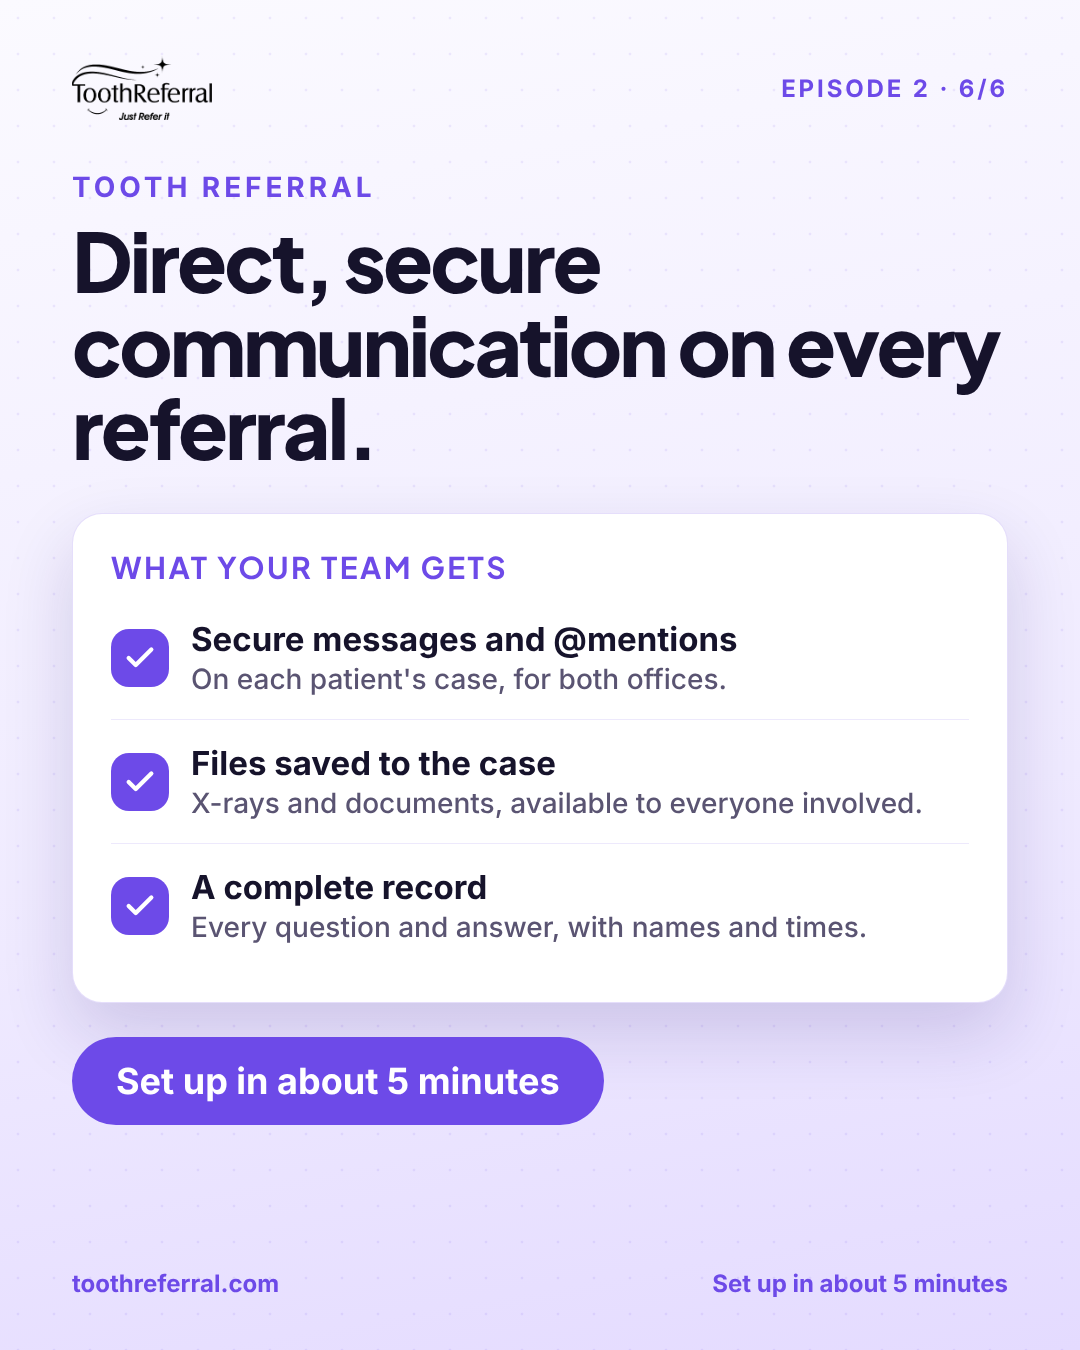 ToothReferral
Just Refer it
EPISODE 2 · 6/6
TOOTH REFERRAL
Direct, secure
communication on every
referral.
WHAT YOUR TEAM GETS
Secure messages and @mentions
On each patient's case, for both offices.
Files saved to the case
X-rays and documents, available to everyone involved.
A complete record
Every question and answer, with names and times.
Set up in about 5 minutes
toothreferral.com
Set up in about 5 minutes